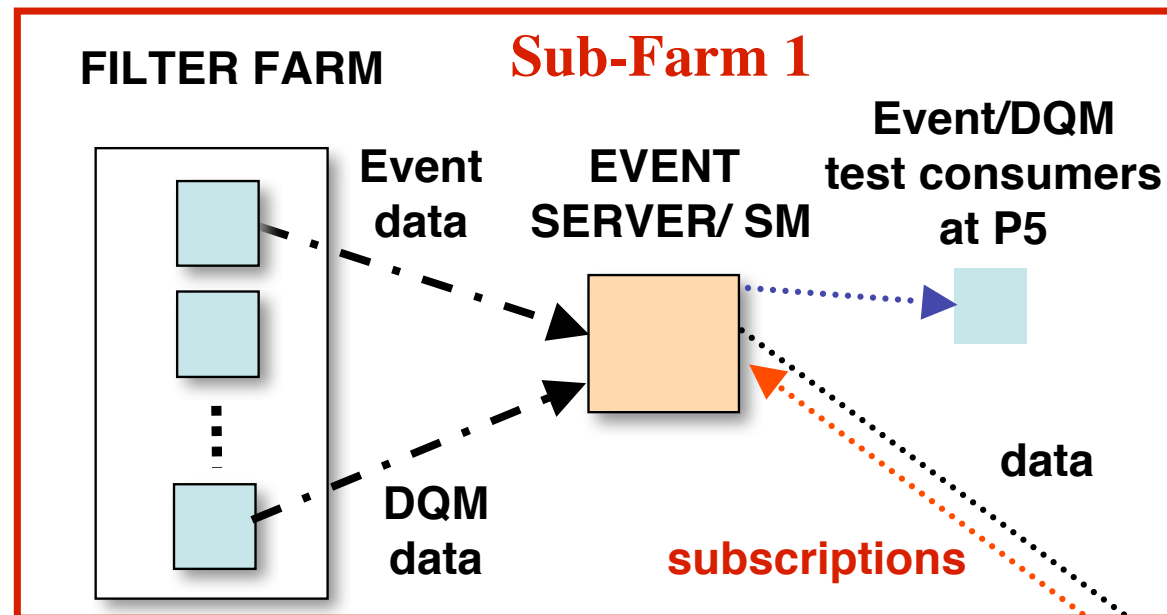 Sub-Farm 1
FILTER FARM
Event
data
EVENT
SERVER/ SM
Event/DQM
test consumers
at P5
DQM
data
data
subscriptions